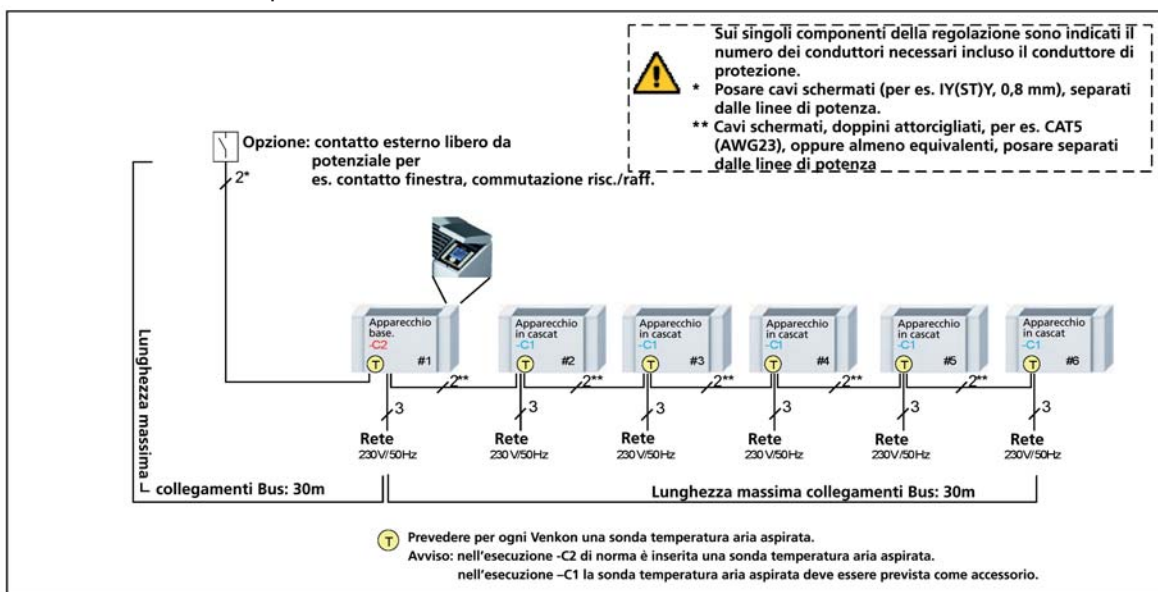 Sui singoli componenti della regolazione sono indicati il
numero dei conduttori necessari incluso il conduttore di
protezione.
* Posare cavi schermati (per es. IY(ST)Y, 0,8 mm), separati
dalle linee di potenza.
** Cavi schermati, doppini attorcigliati, per es. CAT5
(AWG23), oppure almeno equivalenti, posare separati
dalle linee di potenza
Opzione: contatto esterno libero da
potenziale per
es. contatto finestra, commutazione risc./raff.
2*
Lunghezza massima
Apparecchio
base.
-C2
T
#1
Apparecchio
in cascat
-C1
T
#2
Apparecchio
in cascat
-C1
T
#3
Apparecchio
in cascat
-C1
T
#4
Apparecchio
in cascat
-C1
T
#5
Apparecchio
in cascat
-C1
T
#6
2** 2** 2** 2** 2**
3 3 3 3 3 3
Rete Rete Rete Rete Rete Rete
230V/50Hz 230V/50Hz 230V/50Hz 230V/50Hz 230V/50Hz 230V/50Hz
collegamenti Bus: 30m
Lunghezza massima collegamenti Bus: 30m
T Prevedere per ogni Venkon una sonda temperatura aria aspirata.
Avviso: nell'esecuzione -C2 di norma è inserita una sonda temperatura aria aspirata.
nell'esecuzione –C1 la sonda temperatura aria aspirata deve essere prevista come accessorio.